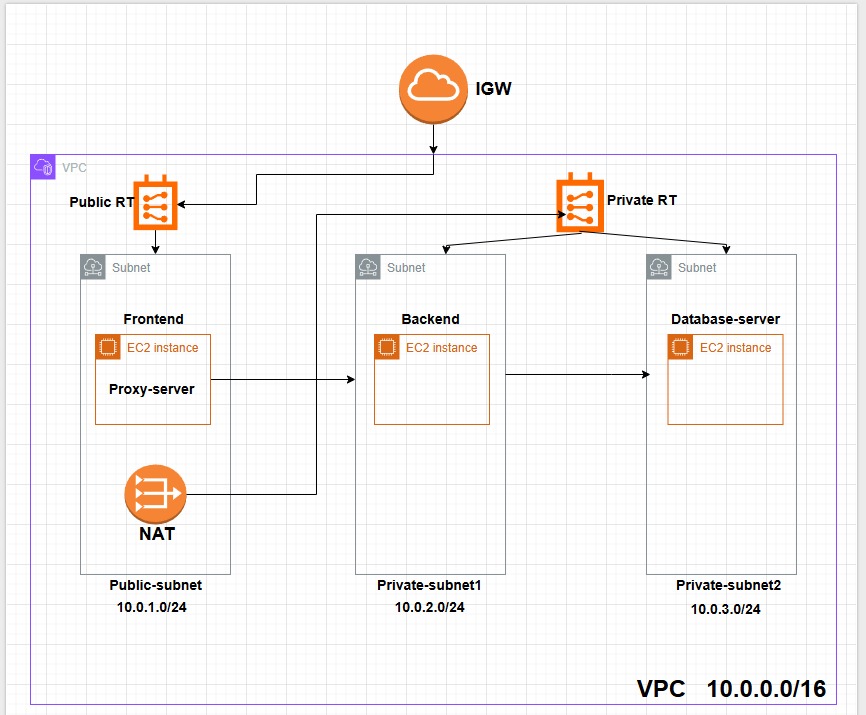 IGW
VPC
Public RT
Private RT
Subnet
Subnet
Subnet
Frontend
Backend
Database-server
EC2 instance
EC2 instance
EC2 instance
Proxy-server
NAT
Public-subnet
10.0.1.0/24
Private-subnet1
10.0.2.0/24
Private-subnet2
10.0.3.0/24
VPC 10.0.0.0/16